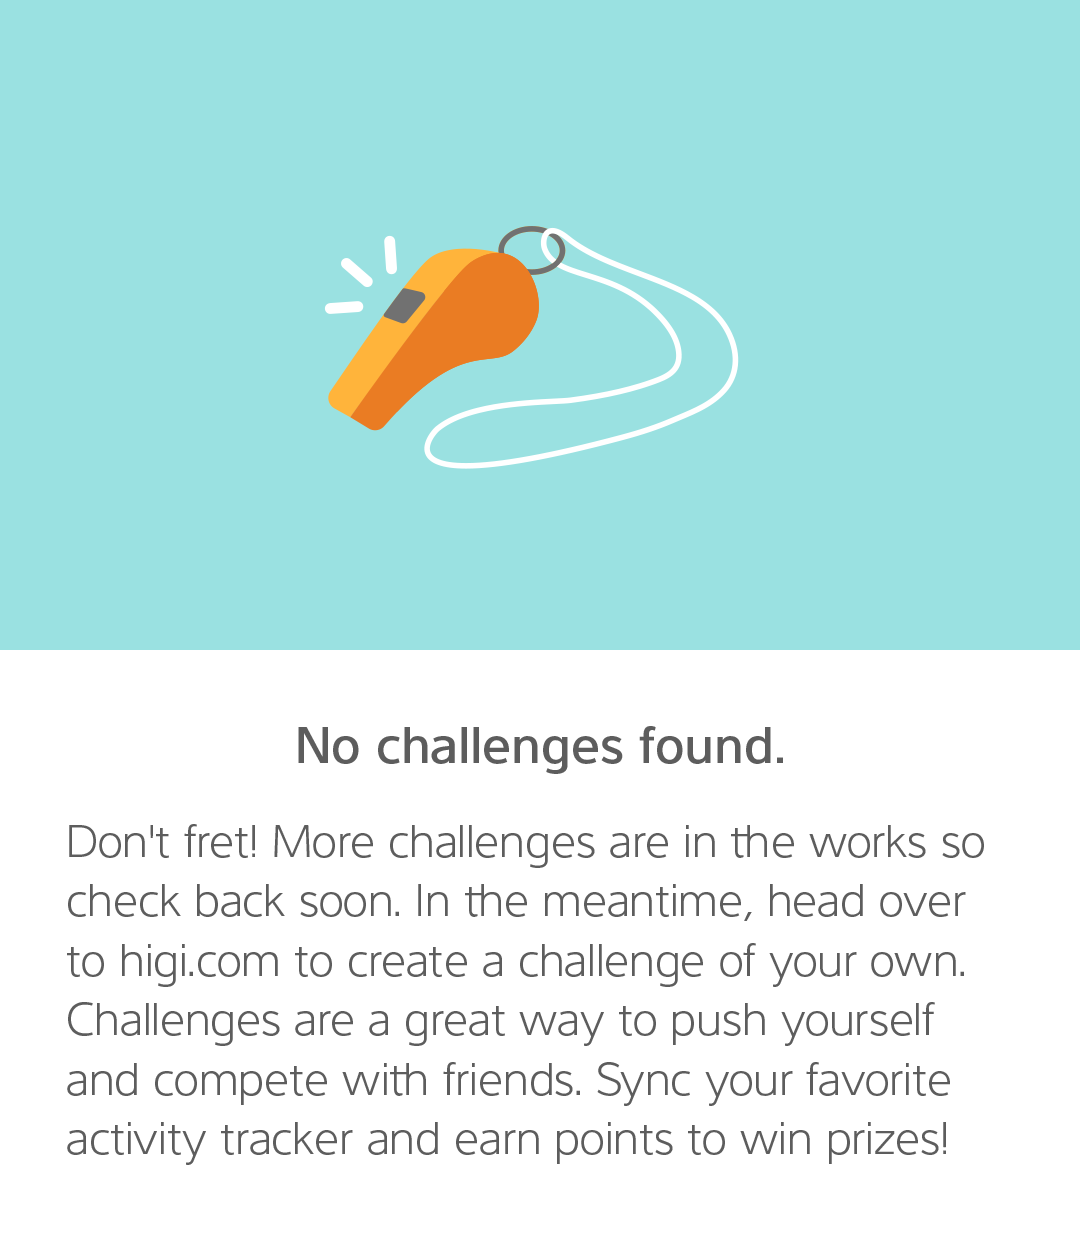 No challenges found.
Don't fret! More challenges are in the works so
check back soon. In the meantime, head over
to higi.com to create a challenge of your own.
Challenges are a great way to push yourself
and compete with friends. Sync your favorite
activity tracker and earn points to win prizes!